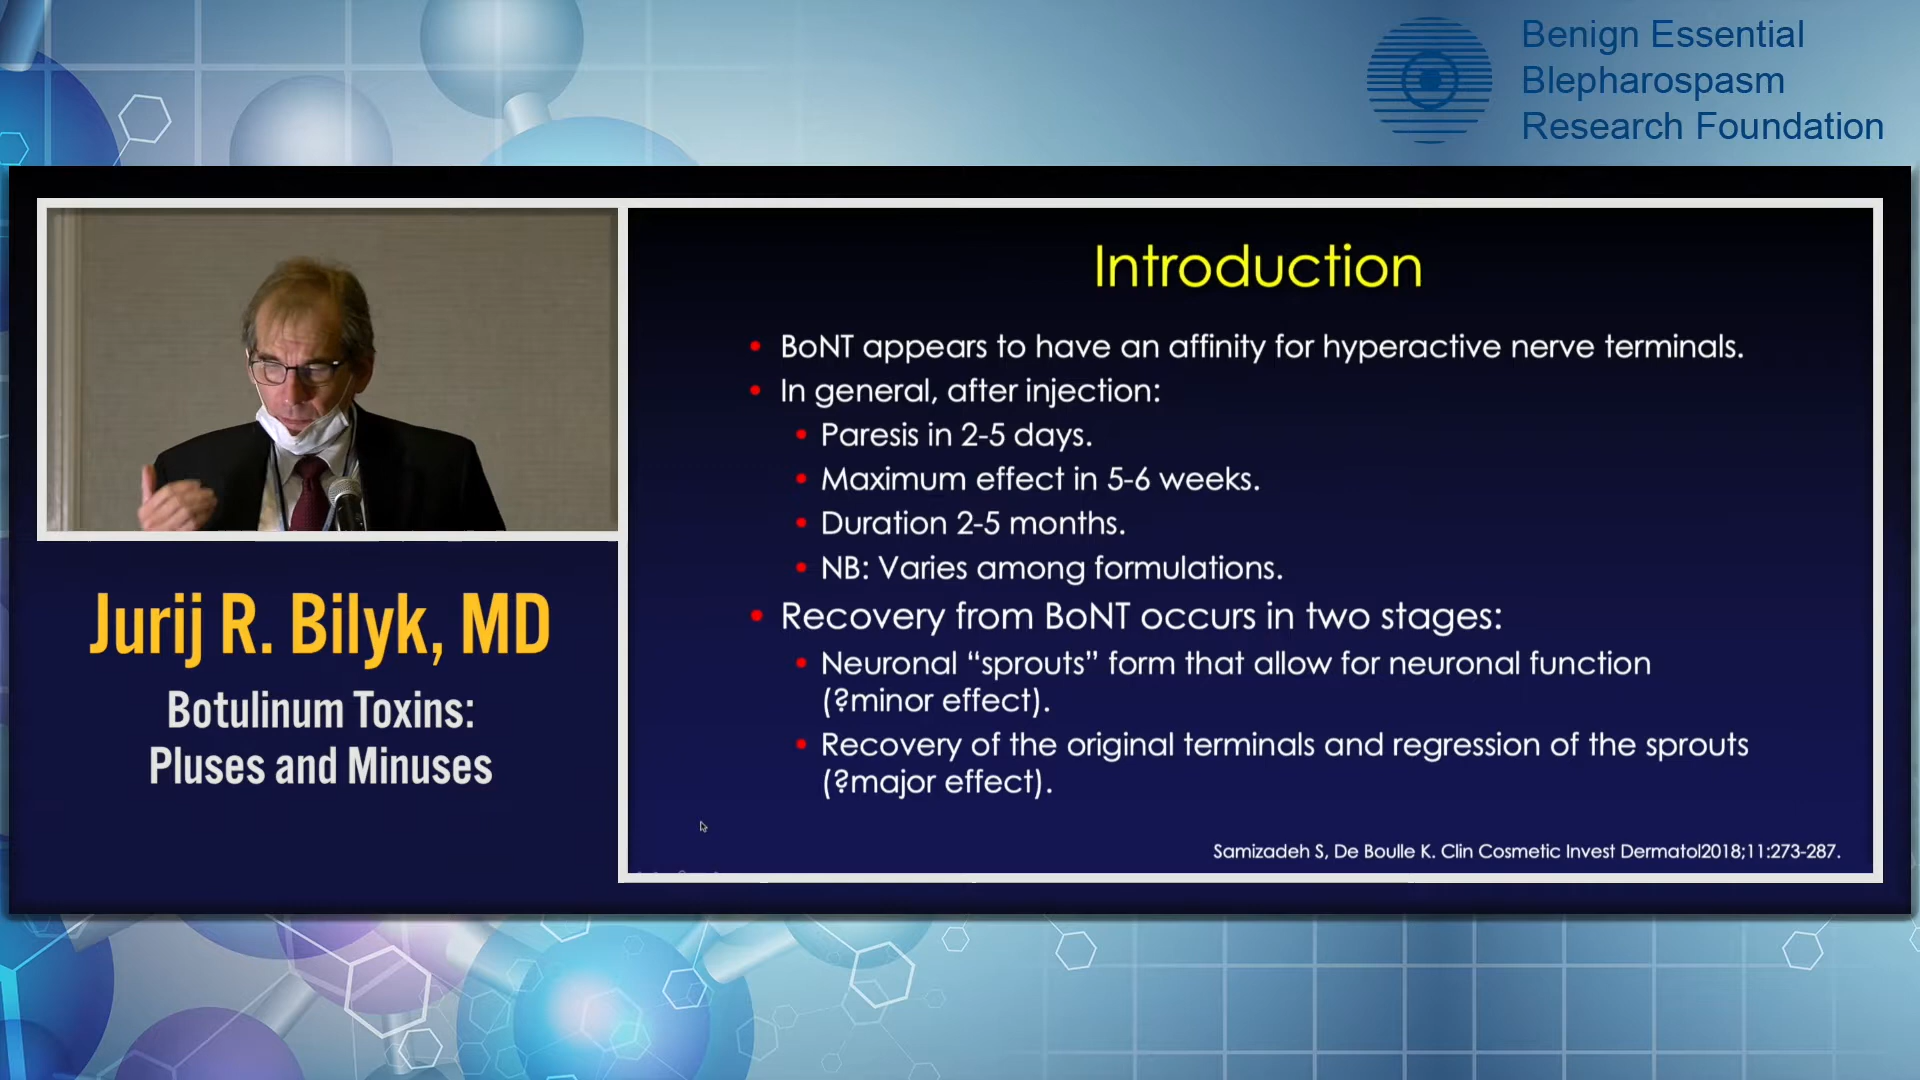 Benign Essential
Blepharospasm
Research Foundation
Introduction
• BoNT appears to have an affinity for hyperactive nerve terminals.
• In general, after injection:
• Paresis in 2-5 days.
• Maximum effect in 5-6 weeks.
• Duration 2-5 months.
• NB: Varies among formulations.
• Recovery from BoNT occurs in two stages:
• Neuronal “sprouts” form that allow for neuronal function
(?minor effect).
• Recovery of the original terminals and regression of the sprouts
(?major effect).
Samizadeh S, De Boulle K. Clin Cosmetic Invest Dermatol2018;11:273-287.
Jurij R. Bilyk, MD
Botulinum Toxins:
Pluses and Minuses